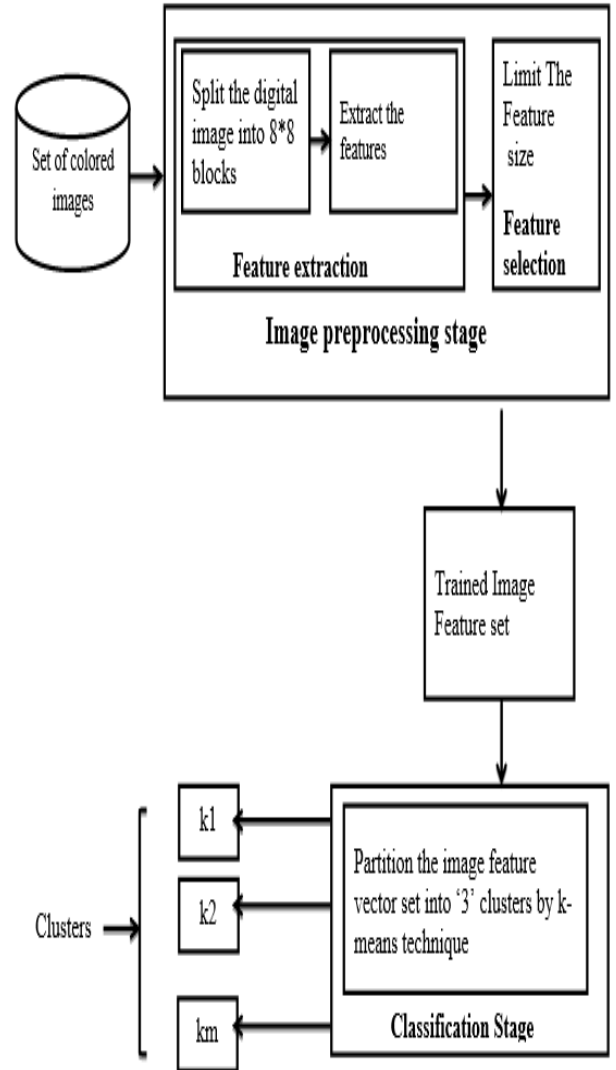 Set of colored
images
Split the digital
image into 8*8
blocks
Extract the
features
Feature extraction
Limit The
Feature
size
Feature
selection
Image preprocessing stage
Trained Image
Feature set
Partition the image feature
vector set into ‘3’ clusters by k-
means technique
Classification Stage
k1
k2
km
Clusters